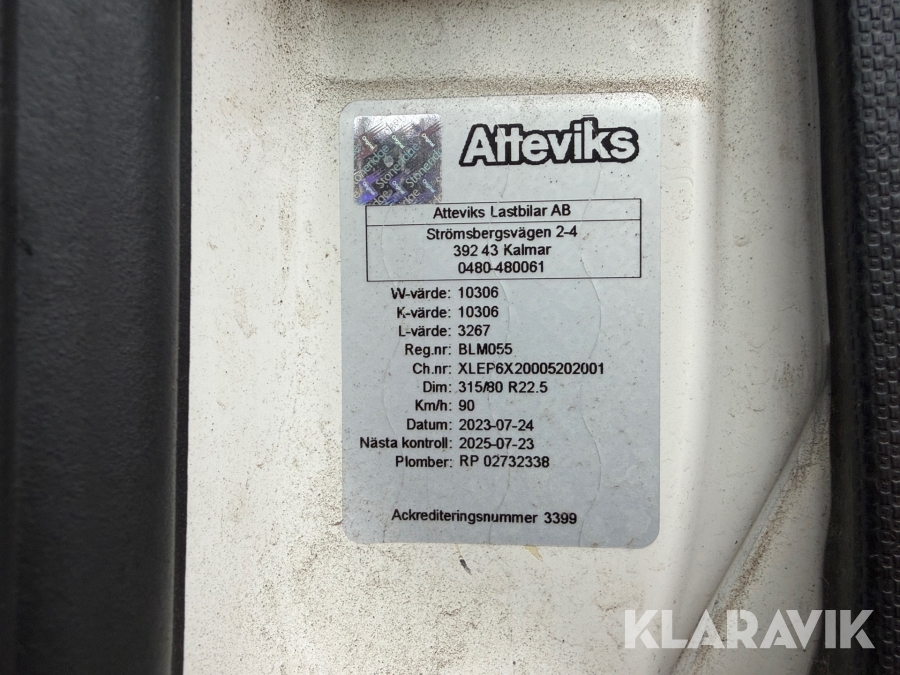 Stoneridge
Atteviks
Atteviks Lastbilar AB
Strömsbergsvägen 2-4
392 43 Kalmar
0480-480061
W-värde: 10306
K-värde: 10306
L-värde: 3267
Reg.nr: BLM055
Ch.nr: XLEP6X20005202001
Dim: 315/80 R22.5
Km/h: 90
Datum: 2023-07-24
Nästa kontroll: 2025-07-23
Plomber: RP 02732338
Ackrediteringsnummer 3399
KLARAVIK